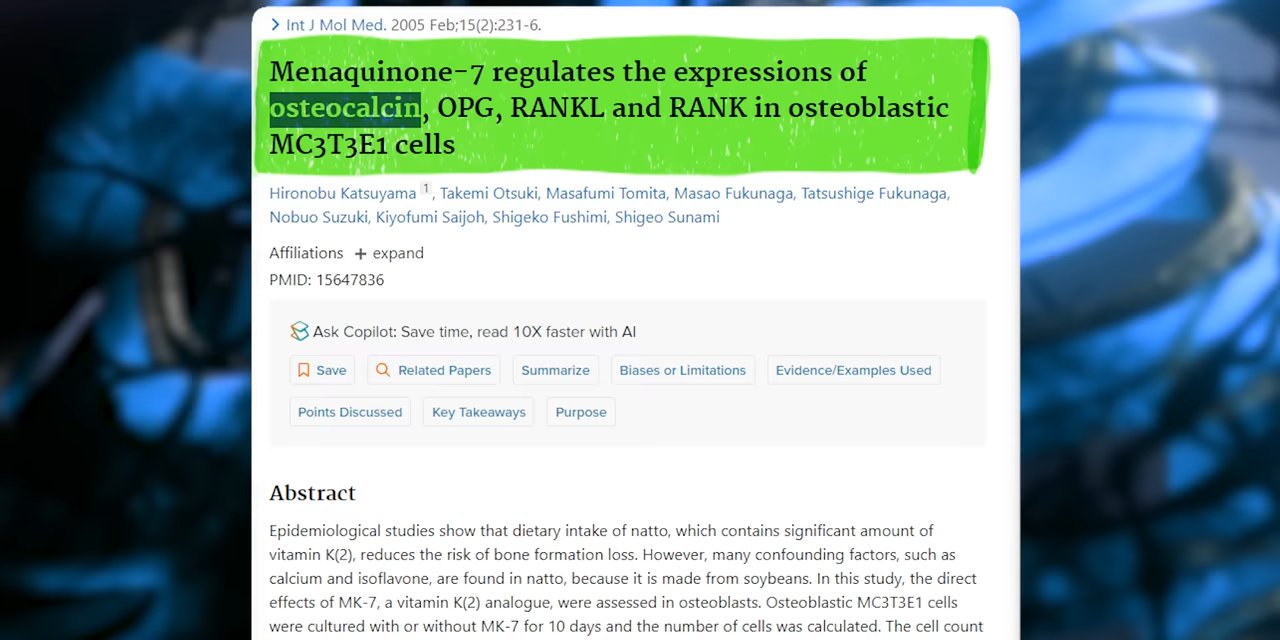 Int J Mol Med. 2005 Feb;15(2):231-6.
Menaquinone-7 regulates the expressions of
osteocalcin, OPG, RANKL and RANK in osteoblastic
MC3T3E1 cells
Hironobu Katsuyama 1, Takemi Otsuki, Masafumi Tomita, Masao Fukunaga, Tatsushige Fukunaga,
Nobuo Suzuki, Kiyofumi Saijoh, Shigeko Fushimi, Shigeo Sunami
Affiliations + expand
PMID: 15647836
Ask Copilot: Save time, read 10X faster with AI
Save Related Papers Summarize Biases or Limitations Evidence/Examples Used
Points Discussed Key Takeaways Purpose
Abstract
Epidemiological studies show that dietary intake of natto, which contains significant amount of
vitamin K(2), reduces the risk of bone formation loss. However, many confounding factors, such as
calcium and isoflavone, are found in natto, because it is made from soybeans. In this study, the direct
effects of MK-7, a vitamin K(2) analogue, were assessed in osteoblasts. Osteoblastic MC3T3E1 cells
were cultured with or without MK-7 for 10 days and the number of cells was calculated. The cell count